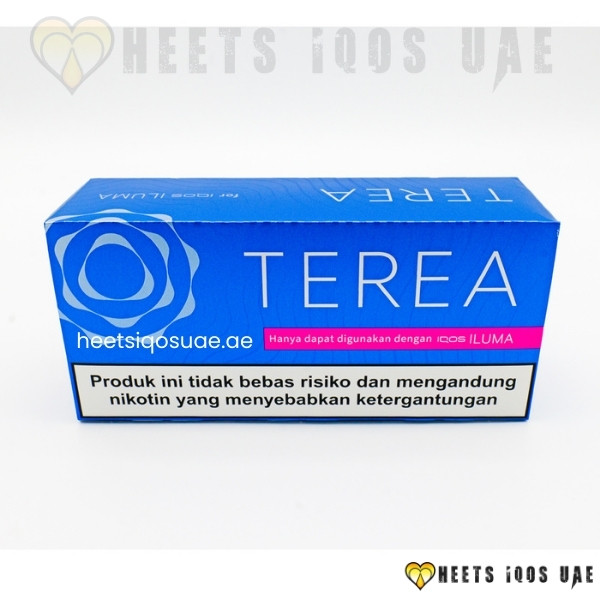 HEETS iQOS UAE
for IQOS ILUMA
TEREA
TEREA
heetsiqosuae.ae
Hanya dapat digunakan dengan IQOS ILUMA
Produk ini tidak bebas risiko dan mengandung
nikotin yang menyebabkan ketergantungan
HEETS iQOS UAE